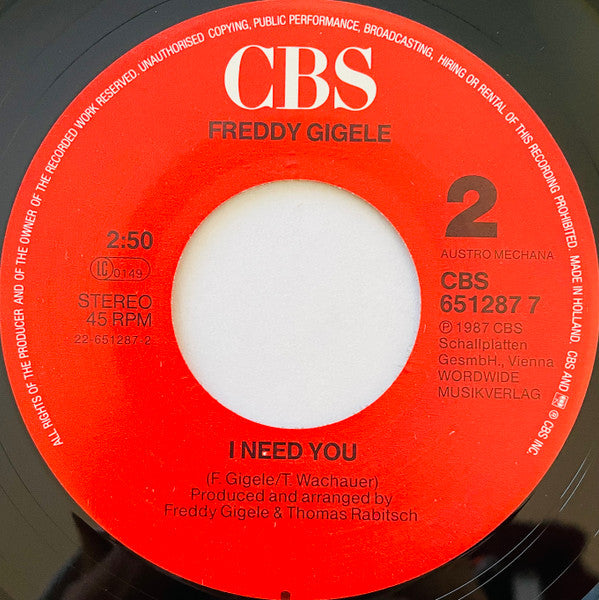 ALL RIGHTS OF THE PRODUCER AND OF THE OWNER OF THE RECORDED WORK RESERVED. UNAUTHORISED COPYING, PUBLIC PERFORMANCE, BROADCASTING, HIRING OR RENTAL OF THIS RECORDING PROHIBITED. MADE IN HOLLAND. CBS AND ® CBS INC.
CBS
FREDDY GIGELE
2
2:50
LC 0149
STEREO
45 RPM
22-651287-2
AUSTRO MECHANA
CBS
651287 7
℗ 1987 CBS
Schallplatten
GesmbH., Vienna
WORDWIDE
MUSIKVERLAG
I NEED YOU
(F. Gigele/T. Wachauer)
Produced and arranged by
Freddy Gigele & Thomas Rabitsch